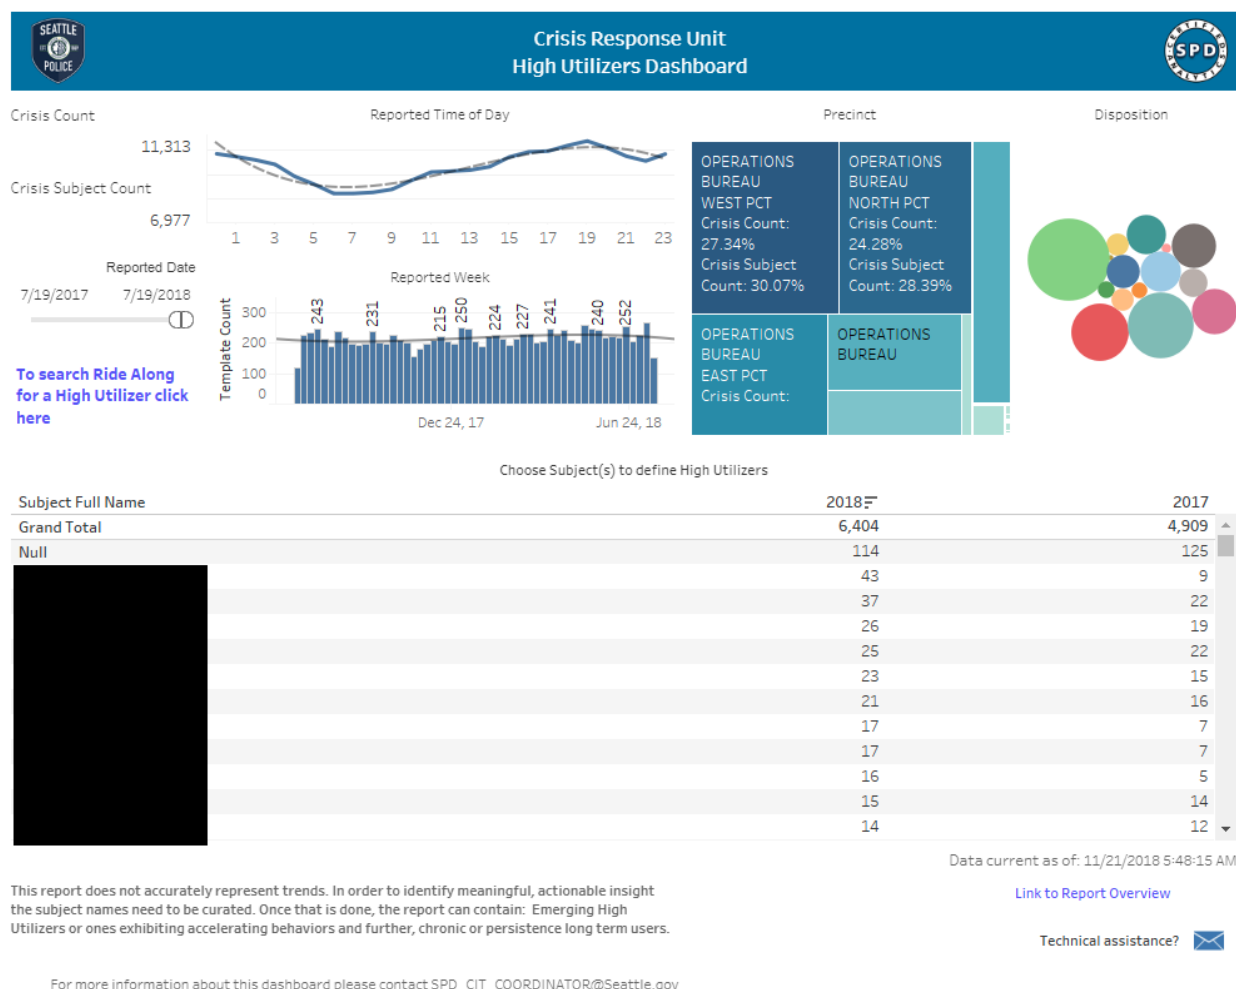 SEATTLE
POLICE
Crisis Response Unit
High Utilizers Dashboard
CERTIFIED
SPD
ANALYTICS
Crisis Count
11,313
Crisis Subject Count
6,977
Reported Date
7/19/2017 7/19/2018
To search Ride Along
for a High Utilizer click
here
Reported Time of Day
1 3 5 7 9 11 13 15 17 19 21 23
Reported Week
Template Count
300
200
100
0
243 231 215 250 224 227 241 240 252
Dec 24, 17 Jun 24, 18
Precinct
OPERATIONS
BUREAU
WEST PCT
Crisis Count:
27.34%
Crisis Subject
Count: 30.07%
OPERATIONS
BUREAU
NORTH PCT
Crisis Count:
24.28%
Crisis Subject
Count: 28.39%
OPERATIONS
BUREAU
EAST PCT
Crisis Count:
OPERATIONS
BUREAU
Disposition
Choose Subject(s) to define High Utilizers
Subject Full Name 2018 2017
Grand Total 6,404 4,909
Null 114 125
43 9
37 22
26 19
25 22
23 15
21 16
17 7
17 7
16 5
15 14
14 12
Data current as of: 11/21/2018 5:48:15 AM
This report does not accurately represent trends. In order to identify meaningful, actionable insight
the subject names need to be curated. Once that is done, the report can contain: Emerging High
Utilizers or ones exhibiting accelerating behaviors and further, chronic or persistence long term users.
Link to Report Overview
Technical assistance?
For more information about this dashboard please contact SPD_CIT_COORDINATOR@Seattle.gov